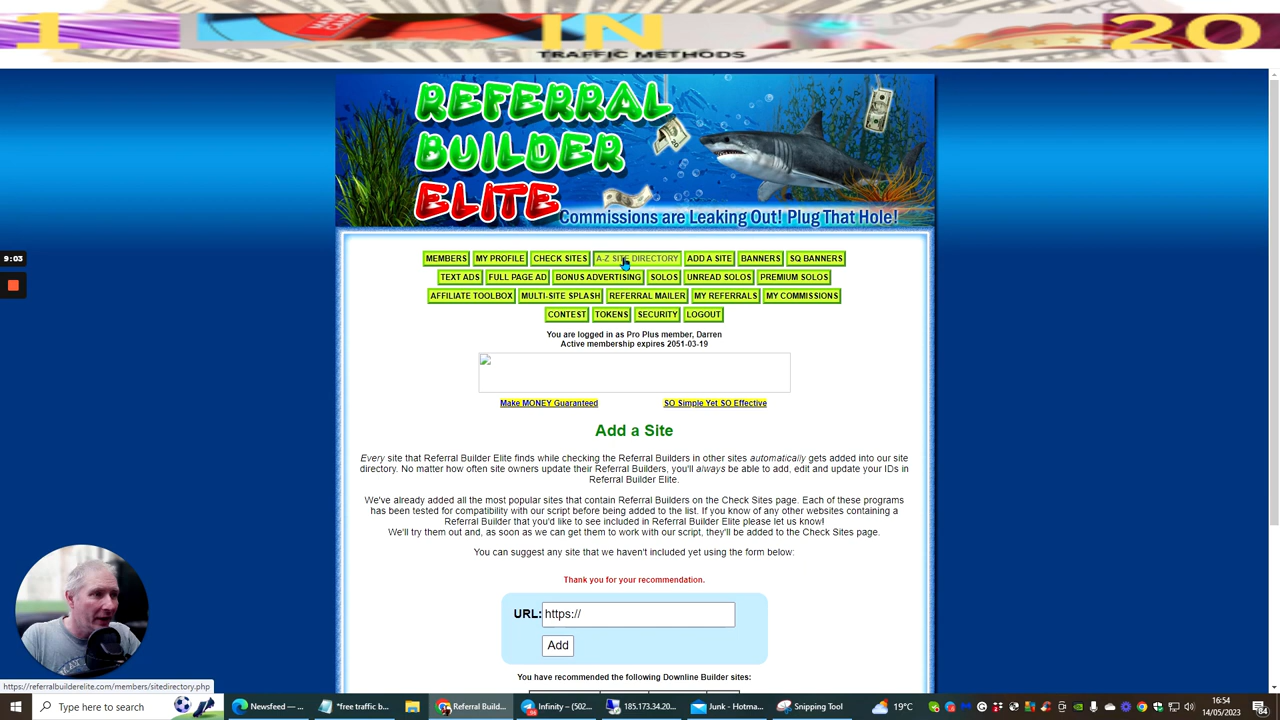 1 IN 20
TRAFFIC METHODS
REFERRAL
BUILDER
ELITE
Commissions are Leaking Out! Plug That Hole!
MEMBERS MY PROFILE CHECK SITES A-Z SITE DIRECTORY ADD A SITE BANNERS SQ BANNERS
9:03
TEXT ADS FULL PAGE AD BONUS ADVERTISING SOLOS UNREAD SOLOS PREMIUM SOLOS
AFFILIATE TOOLBOX MULTI-SITE SPLASH REFERRAL MAILER MY REFERRALS MY COMMISSIONS
CONTEST TOKENS SECURITY LOGOUT
You are logged in as Pro Plus member, Darren
Active membership expires 2051-03-19
Make MONEY Guaranteed SO Simple Yet SO Effective
Add a Site
Every site that Referral Builder Elite finds while checking the Referral Builders in other sites automatically gets added into our site
directory. No matter how often site owners update their Referral Builders, you'll always be able to add, edit and update your IDs in
Referral Builder Elite.
We've already added all the most popular sites that contain Referral Builders on the Check Sites page. Each of these programs
has been tested for compatibility with our script before being added to the list. If you know of any other websites containing a
Referral Builder that you'd like to see included in Referral Builder Elite please let us know!
We'll try them out and, as soon as we can get them to work with our script, they'll be added to the Check Sites page.
You can suggest any site that we haven't included yet using the form below:
Thank you for your recommendation.
URL: https://
Add
You have recommended the following Downline Builder sites:
https://referralbuilderelite.com/members/sitedirectory.php
Type here to search
Newsfeed — ...
*free traffic b...
Referral Build...
Infinity – (502...
185.173.34.20...
Junk - Hotma...
Snipping Tool
19°C
16:54
14/05/2023